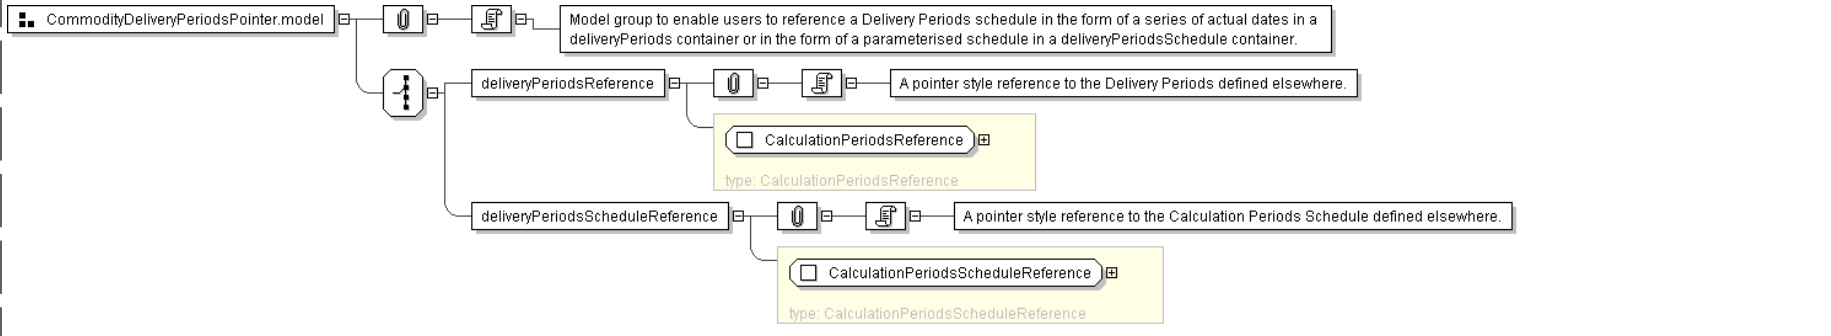 CommodityDeliveryPeriodsPointer.model
Model group to enable users to reference a Delivery Periods schedule in the form of a series of actual dates in a
deliveryPeriods container or in the form of a parameterised schedule in a deliveryPeriodsSchedule container.
deliveryPeriodsReference
A pointer style reference to the Delivery Periods defined elsewhere.
CalculationPeriodsReference
type: CalculationPeriodsReference
deliveryPeriodsScheduleReference
A pointer style reference to the Calculation Periods Schedule defined elsewhere.
CalculationPeriodsScheduleReference
type: CalculationPeriodsScheduleReference